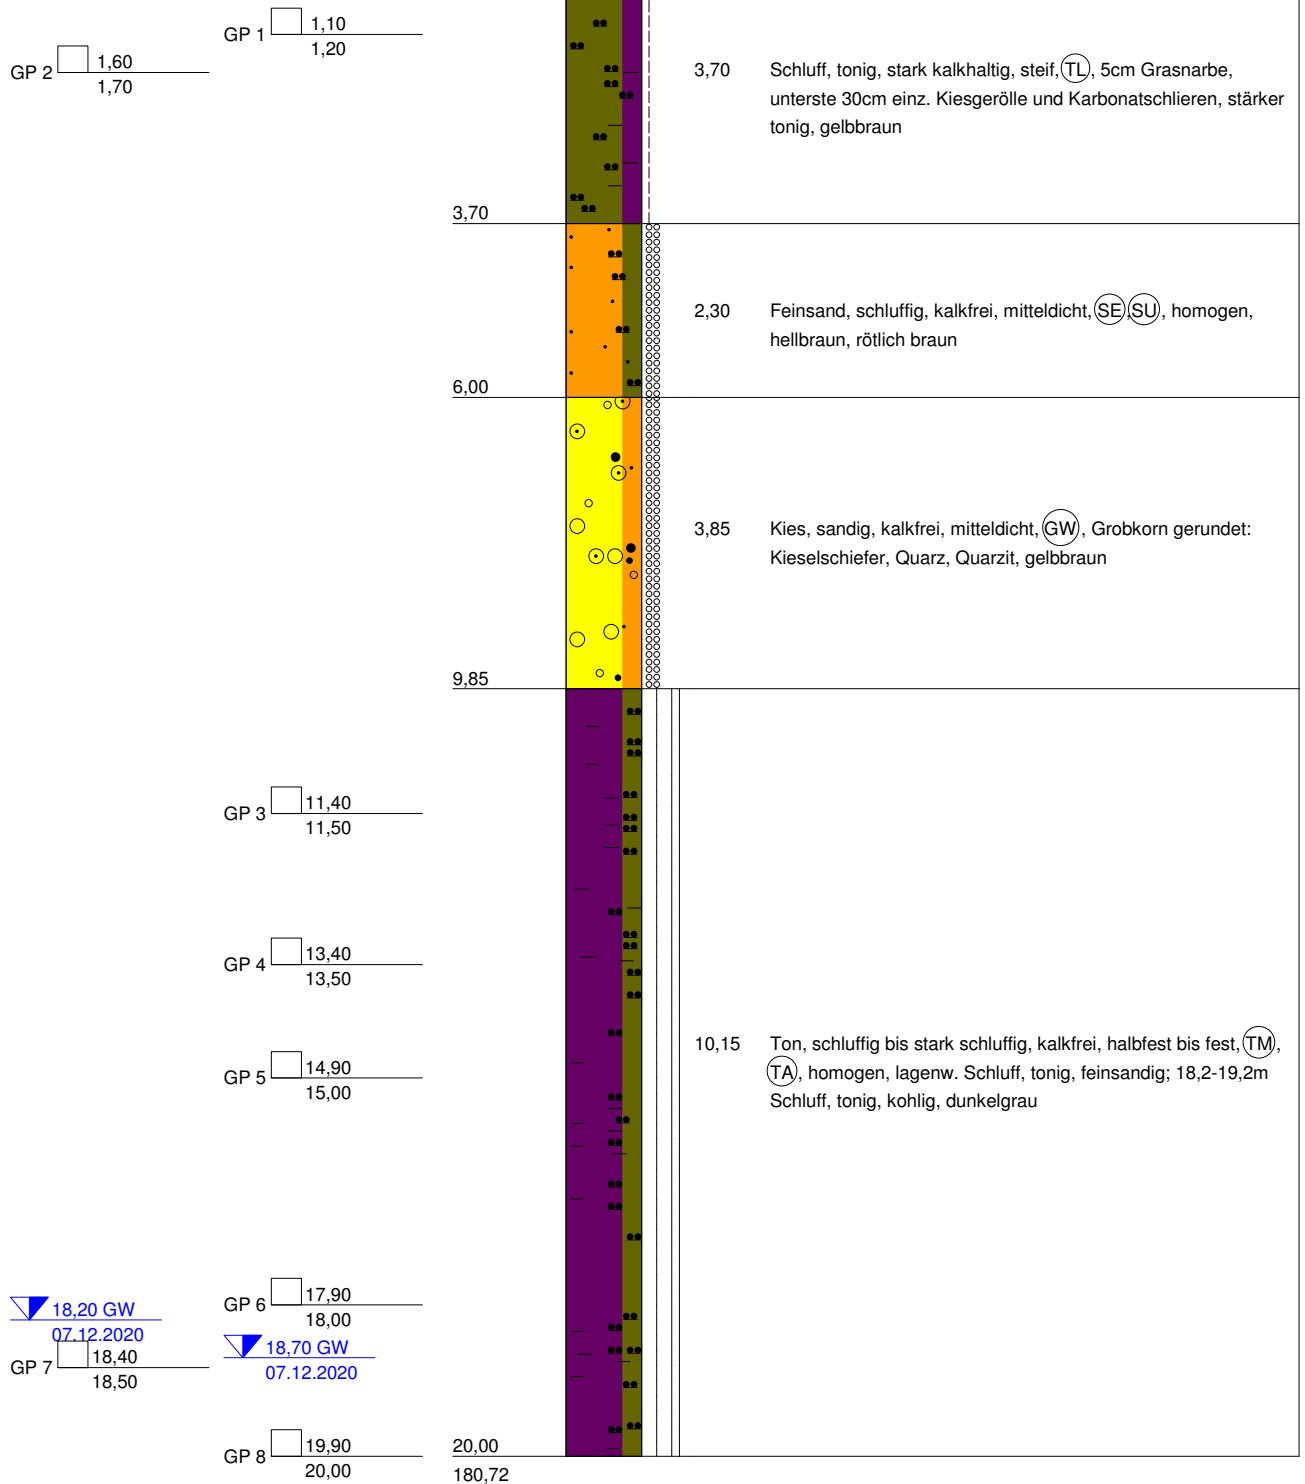 GP 1 1,10
1,20
GP 2 1,60
1,70
3,70 Schluff, tonig, stark kalkhaltig, steif, TL, 5cm Grasnarbe,
unterste 30cm einz. Kiesgerölle und Karbonatschlieren, stärker
tonig, gelbbraun
3,70
2,30 Feinsand, schluffig, kalkfrei, mitteldicht, SE, SU, homogen,
hellbraun, rötlich braun
6,00
3,85 Kies, sandig, kalkfrei, mitteldicht, GW, Grobkorn gerundet:
Kieselschiefer, Quarz, Quarzit, gelbbraun
9,85
GP 3 11,40
11,50
GP 4 13,40
13,50
10,15 Ton, schluffig bis stark schluffig, kalkfrei, halbfest bis fest, TM,
TA, homogen, lagenw. Schluff, tonig, feinsandig; 18,2-19,2m
Schluff, tonig, kohlig, dunkelgrau
GP 5 14,90
15,00
GP 6 17,90
18,00
18,20 GW
07.12.2020
18,70 GW
07.12.2020
GP 7 18,40
18,50
GP 8 19,90
20,00
20,00
180,72